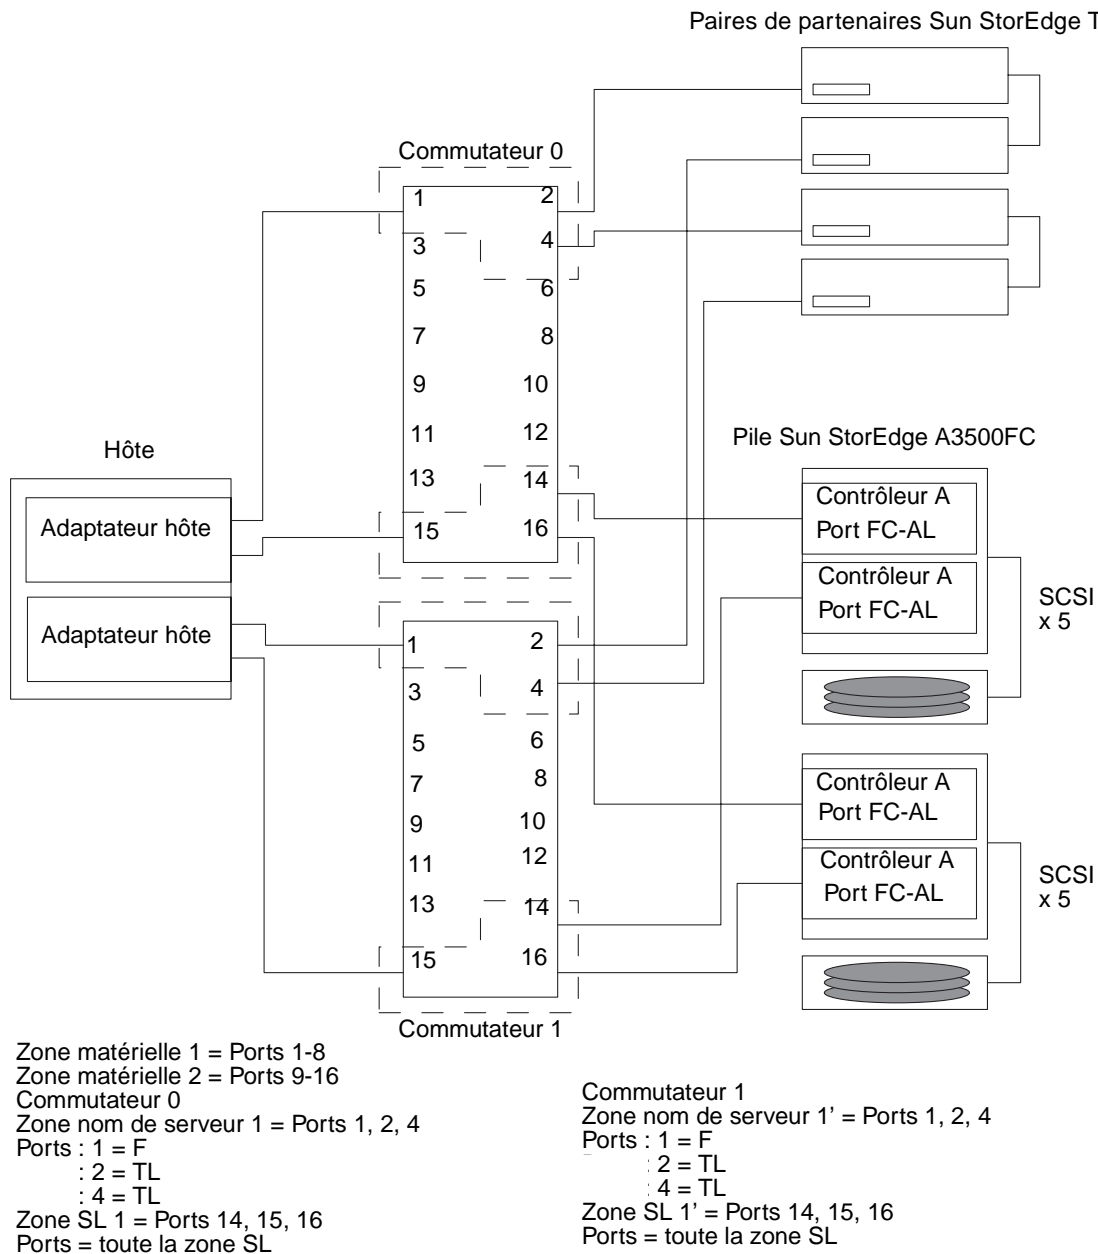 Paires de partenaires Sun StorEdge T
Commutateur 0
1 2
3 4
5 6
7 8
9 10
11 12
13 14
15 16
Hôte
Adaptateur hôte
Adaptateur hôte
Pile Sun StorEdge A3500FC
Contrôleur A
Port FC-AL
Contrôleur A
Port FC-AL
SCSI
x 5
1 2
3 4
5 6
7 8
9 10
11 12
13 14
15 16
Commutateur 1
Contrôleur A
Port FC-AL
Contrôleur A
Port FC-AL
SCSI
x 5
Zone matérielle 1 = Ports 1-8
Zone matérielle 2 = Ports 9-16
Commutateur 0
Zone nom de serveur 1 = Ports 1, 2, 4
Ports : 1 = F
: 2 = TL
: 4 = TL
Zone SL 1 = Ports 14, 15, 16
Ports = toute la zone SL
Commutateur 1
Zone nom de serveur 1’ = Ports 1, 2, 4
Ports : 1 = F
: 2 = TL
: 4 = TL
Zone SL 1’ = Ports 14, 15, 16
Ports = toute la zone SL